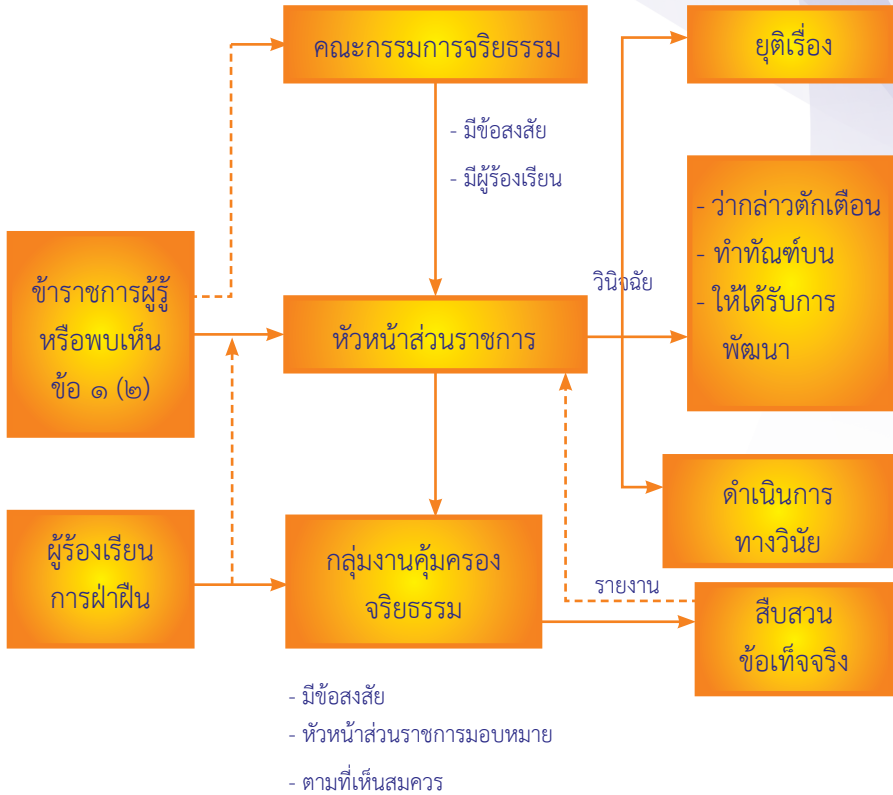 คณะกรรมการจริยธรรม
ยุติเรื่อง
- มีข้อสงสัย
- มีผู้ร้องเรียน
- ว่ากล่าวตักเตือน
- ทำทัณฑ์บน
- ให้ได้รับการ
พัฒนา
ข้าราชการผู้รู้
หรือพบเห็น
ข้อ ๑ (๒)
หัวหน้าส่วนราชการ
วินิจฉัย
ดำเนินการ
ทางวินัย
ผู้ร้องเรียน
การฝ่าฝืน
กลุ่มงานคุ้มครอง
จริยธรรม
รายงาน
สืบสวน
ข้อเท็จจริง
- มีข้อสงสัย
- หัวหน้าส่วนราชการมอบหมาย
- ตามที่เห็นสมควร